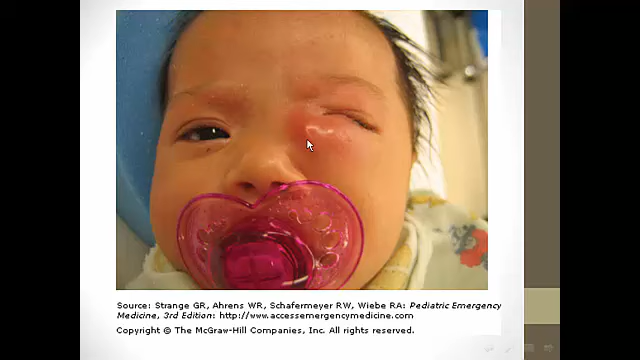 Source: Strange GR, Ahrens WR, Schafermeyer RW, Wiebe RA: Pediatric Emergency
Medicine, 3rd Edition: http://www.accessemergencymedicine.com
Copyright © The McGraw-Hill Companies, Inc. All rights reserved.